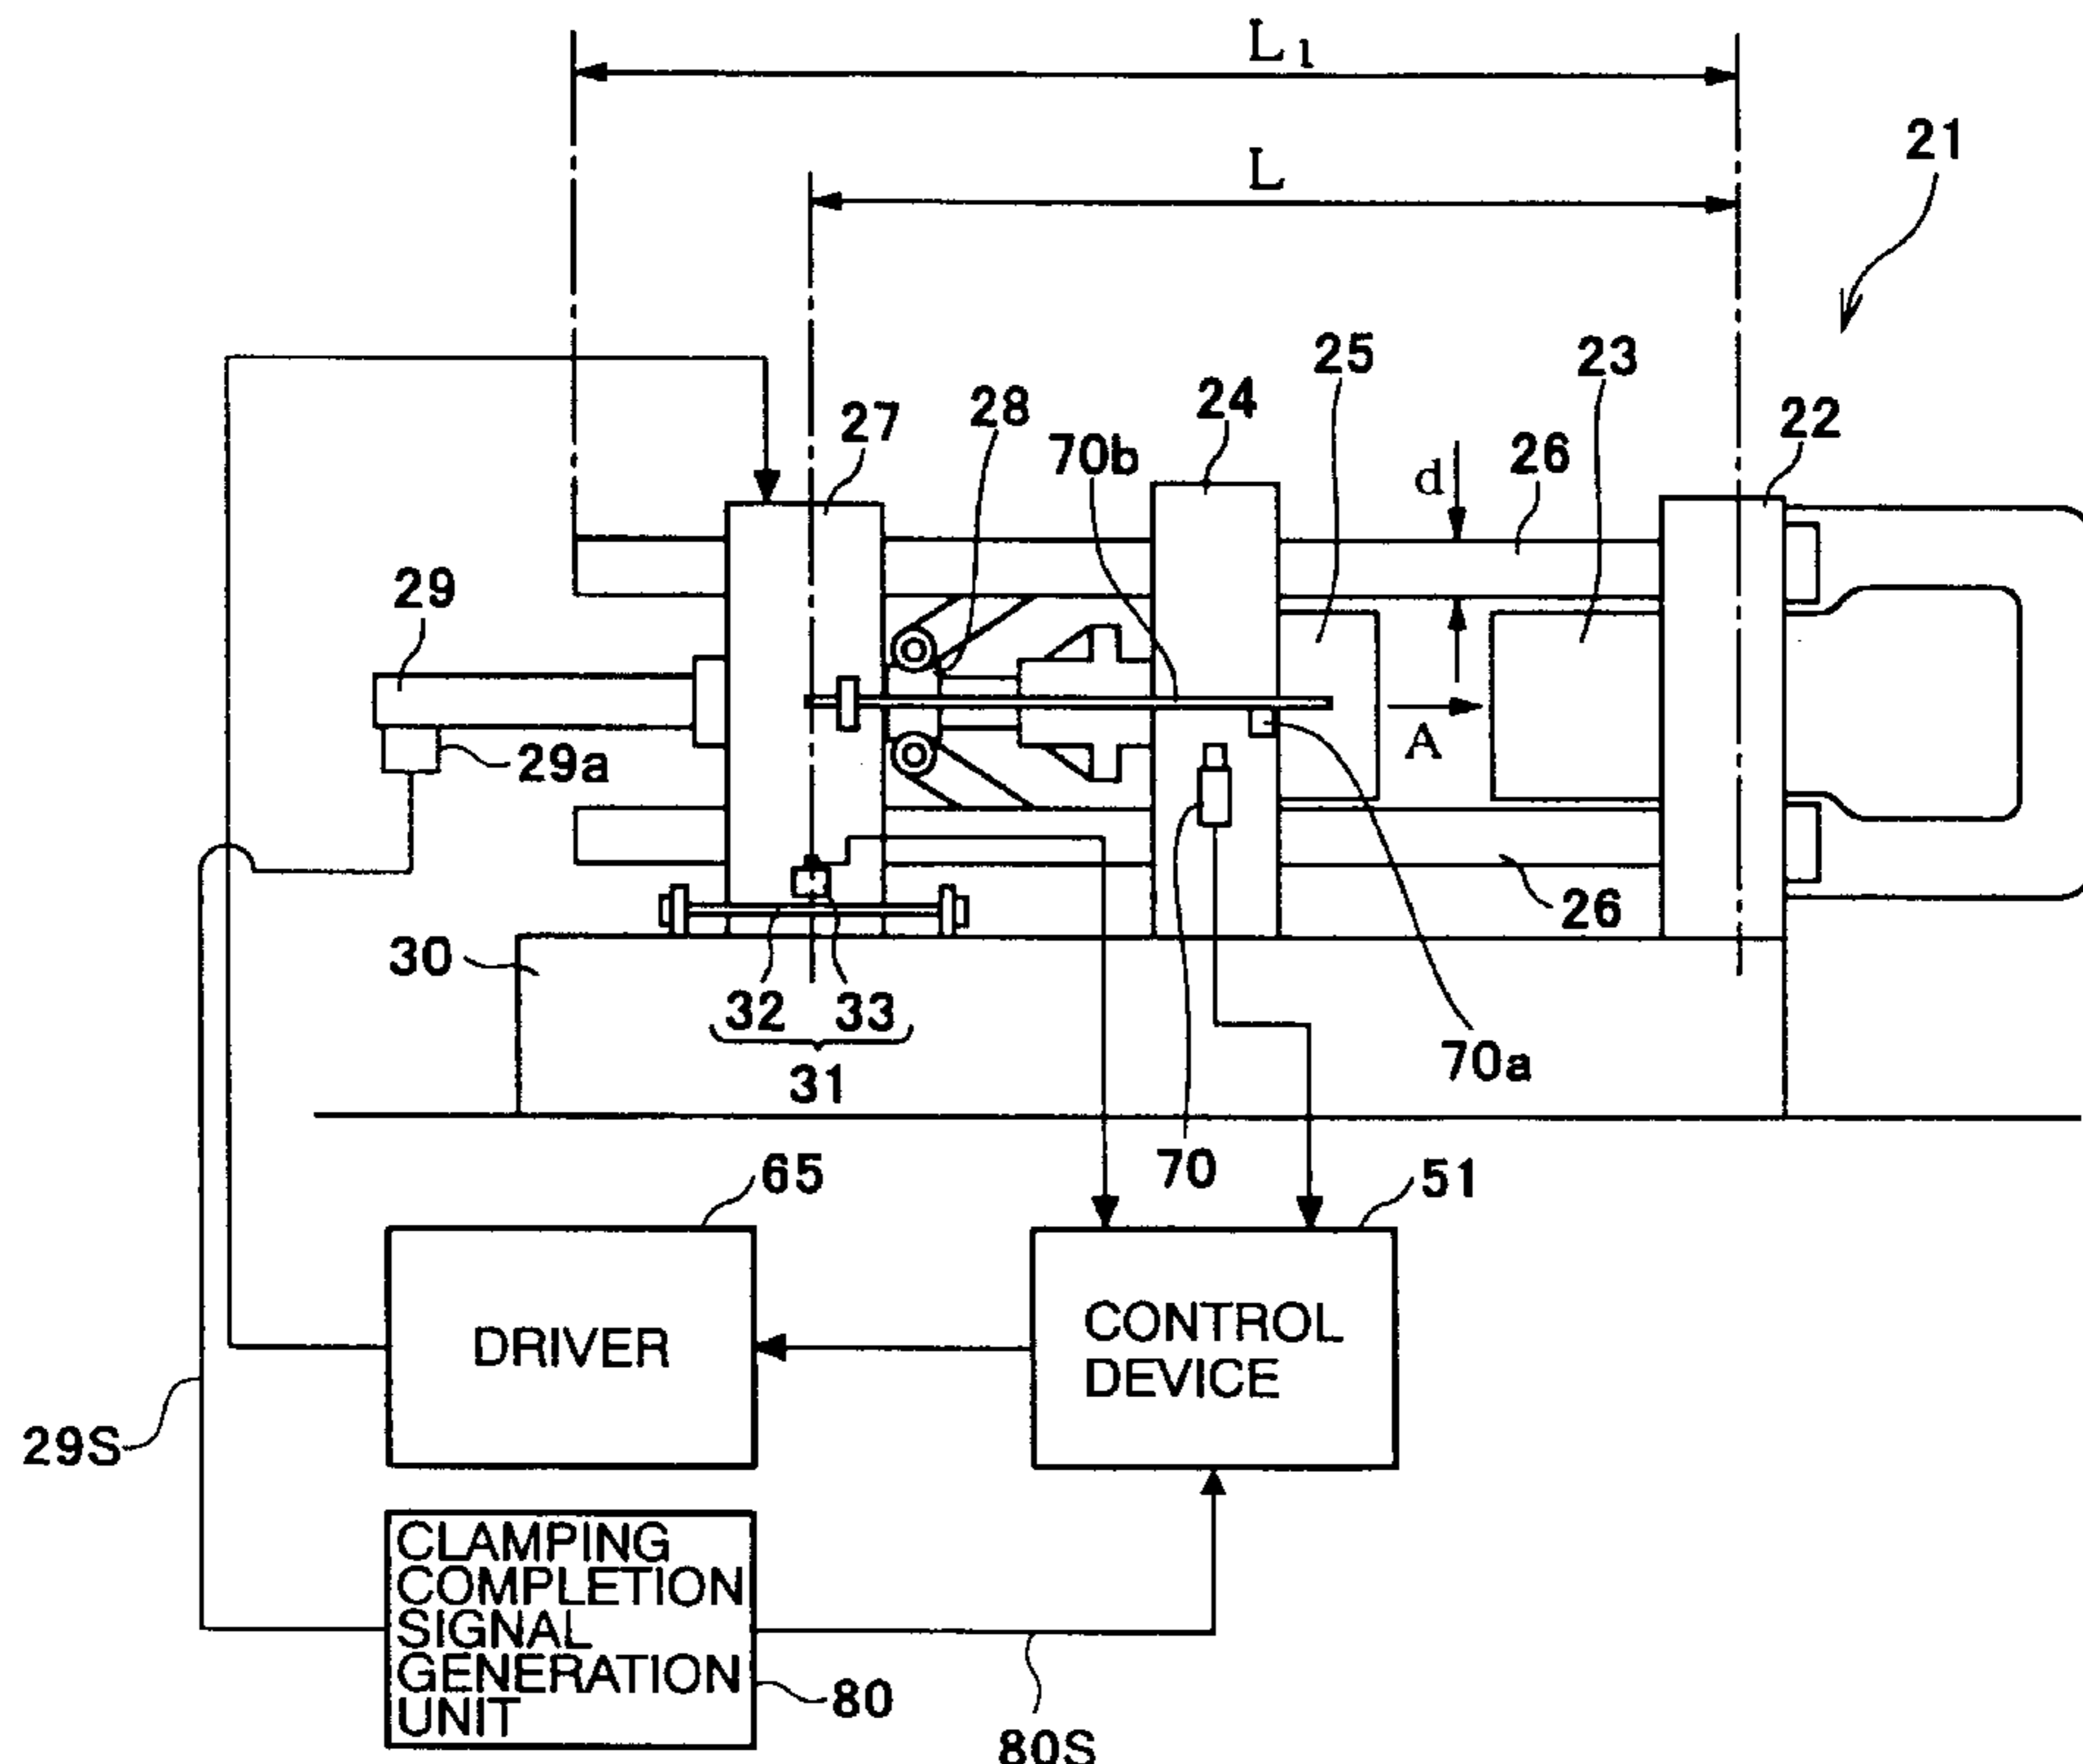 L1
L
21
25
23
24
22
28
27
26
70b
d
29
A
29a
26
30
32 33
31
70a
70
65
51
DRIVER
CONTROL
DEVICE
29S
CLAMPING
COMPLETION
SIGNAL
GENERATION
UNIT
80
80S